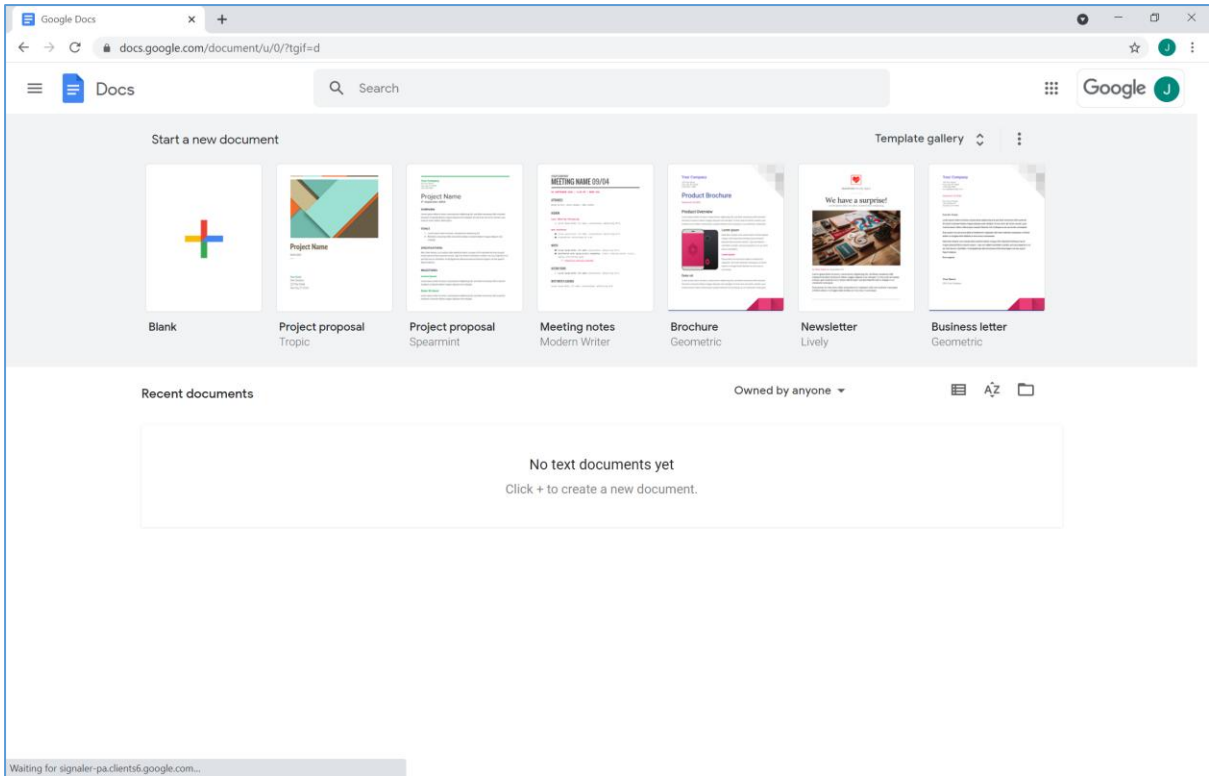 Google Docs
docs.google.com/document/u/0/?tgif=d
J
Docs
Search
Google J
Start a new document
Template gallery
Project Name
Project Name
MEETING NAME 09/04
Product Brochure
Product Overview
We have a surprise!
Blank
Project proposal
Tropic
Project proposal
Spearmint
Meeting notes
Modern Writer
Brochure
Geometric
Newsletter
Lively
Business letter
Geometric
Recent documents
Owned by anyone
AZ
No text documents yet
Click + to create a new document.
Waiting for signaler-pa.clients6.google.com...